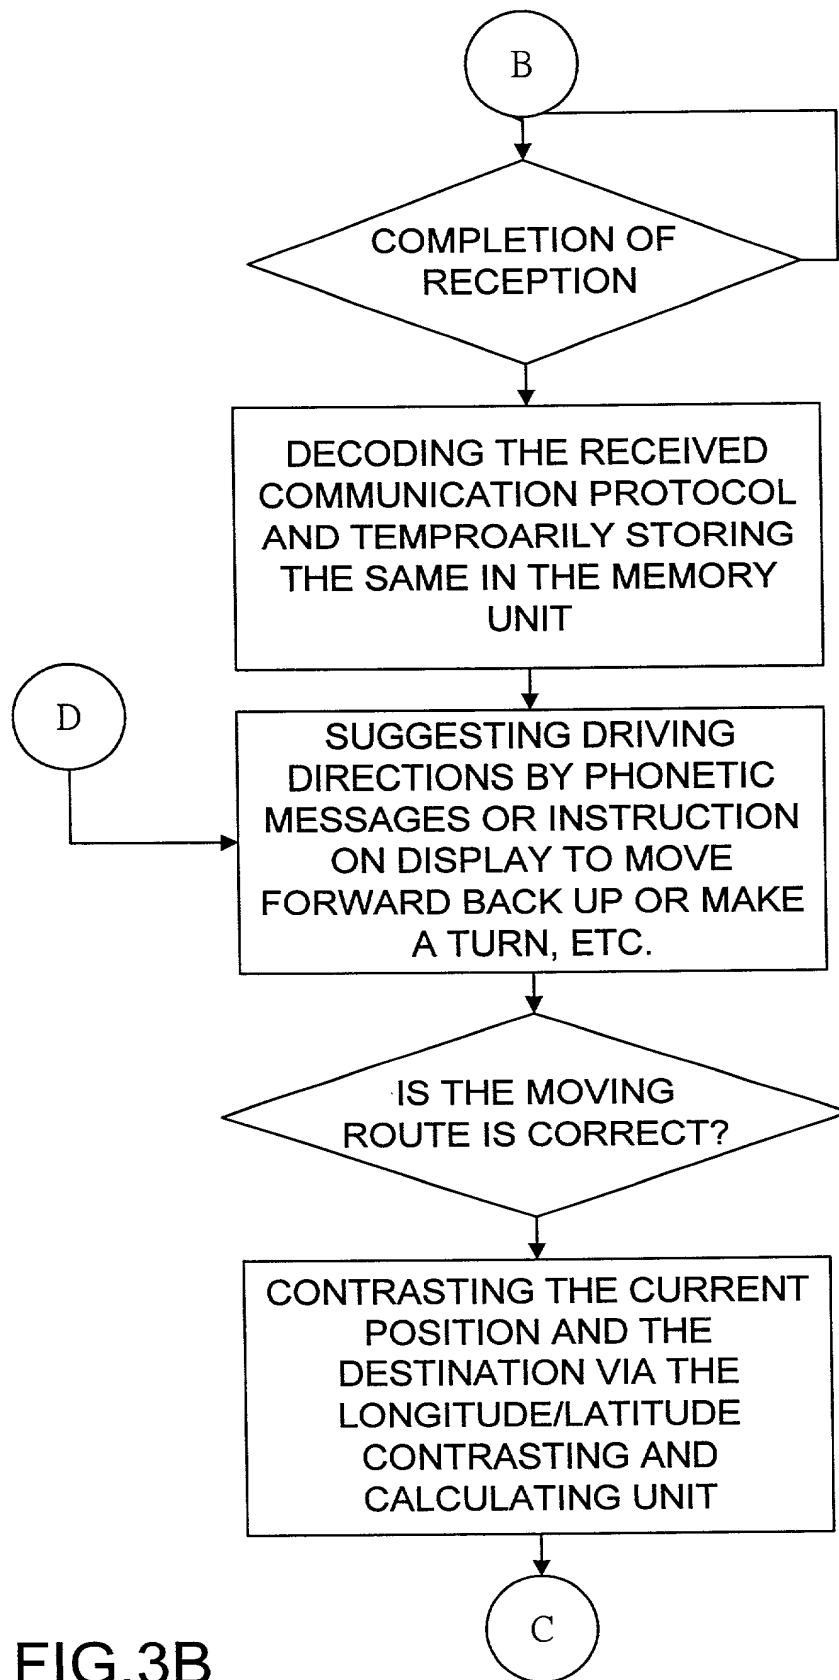 B
COMPLETION OF
RECEPTION
DECODING THE RECEIVED
COMMUNICATION PROTOCOL
AND TEMPROARILY STORING
THE SAME IN THE MEMORY
UNIT
D
SUGGESTING DRIVING
DIRECTIONS BY PHONETIC
MESSAGES OR INSTRUCTION
ON DISPLAY TO MOVE
FORWARD BACK UP OR MAKE
A TURN, ETC.
IS THE MOVING
ROUTE IS CORRECT?
CONTRASTING THE CURRENT
POSITION AND THE
DESTINATION VIA THE
LONGITUDE/LATITUDE
CONTRASTING AND
CALCULATING UNIT
C
FIG.3B